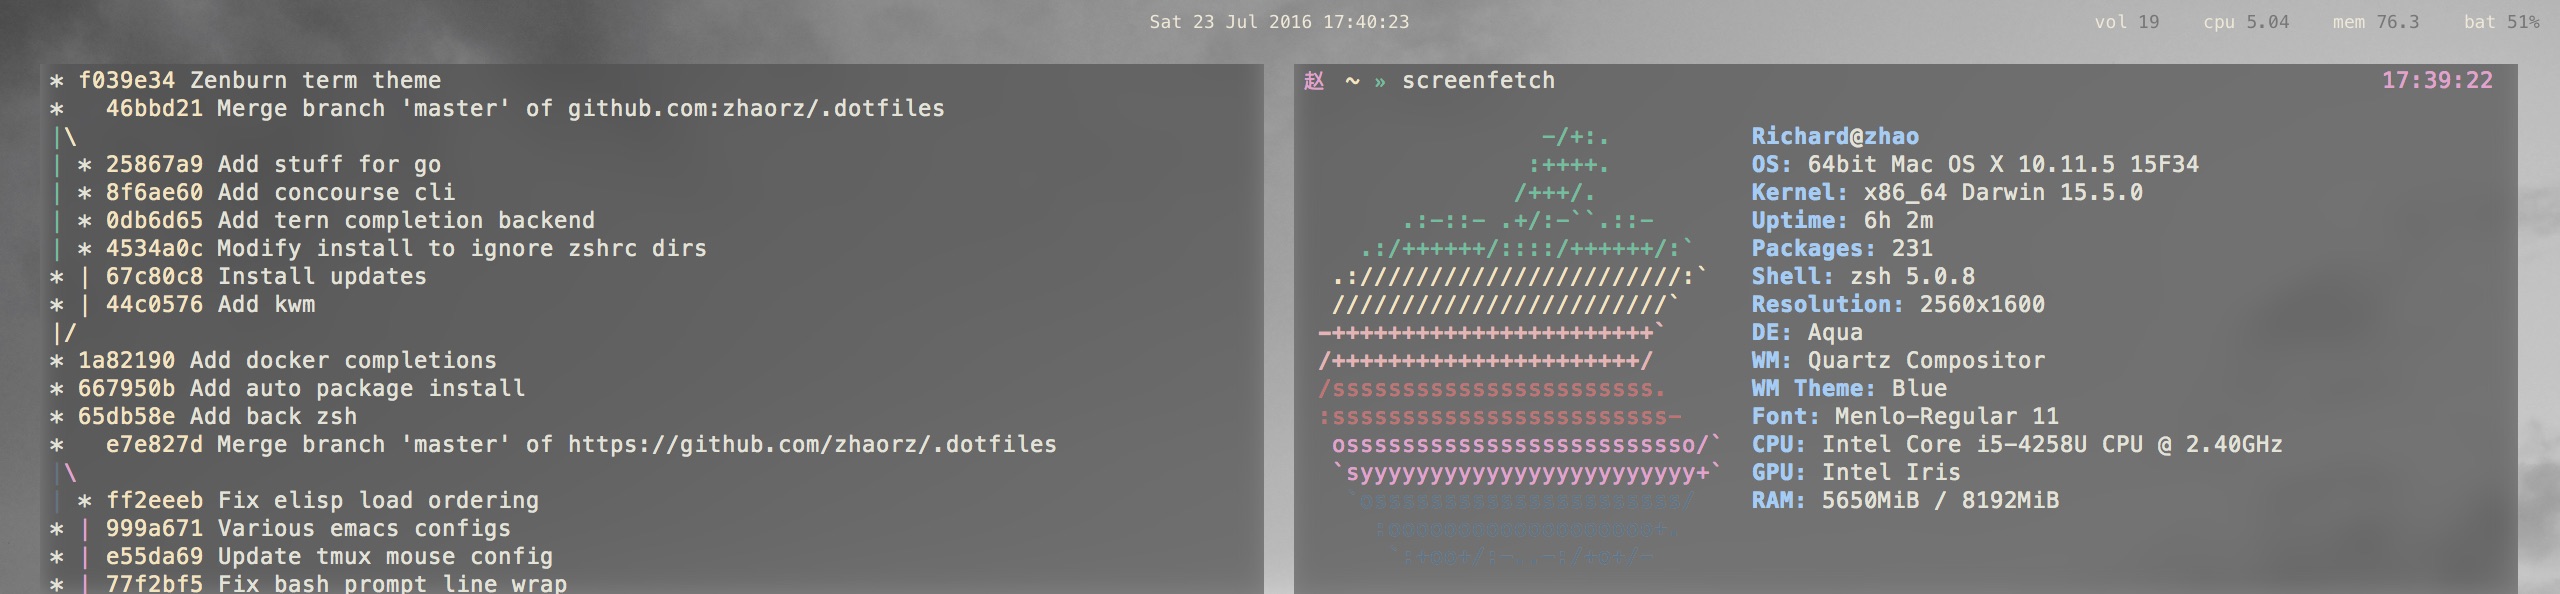 Sat 23 Jul 2016 17:40:23
vol 19 cpu 5.04 mem 76.3 bat 51%
* f039e34 Zenburn term theme
*   46bbd21 Merge branch 'master' of github.com:zhaorz/.dotfiles
|\
| * 25867a9 Add stuff for go
| * 8f6ae60 Add concourse cli
| * 0db6d65 Add tern completion backend
| * 4534a0c Modify install to ignore zshrc dirs
* | 67c80c8 Install updates
* | 44c0576 Add kwm
|/
* 1a82190 Add docker completions
* 667950b Add auto package install
* 65db58e Add back zsh
*   e7e827d Merge branch 'master' of https://github.com/zhaorz/.dotfiles
|\
| * ff2eeeb Fix elisp load ordering
* | 999a671 Various emacs configs
* | e55da69 Update tmux mouse config
* | 77f2bf5 Fix bash prompt line wrap
赵 ~ » screenfetch 17:39:22
Richard@zhao
OS: 64bit Mac OS X 10.11.5 15F34
Kernel: x86_64 Darwin 15.5.0
Uptime: 6h 2m
Packages: 231
Shell: zsh 5.0.8
Resolution: 2560x1600
DE: Aqua
WM: Quartz Compositor
WM Theme: Blue
Font: Menlo-Regular 11
CPU: Intel Core i5-4258U CPU @ 2.40GHz
GPU: Intel Iris
RAM: 5650MiB / 8192MiB